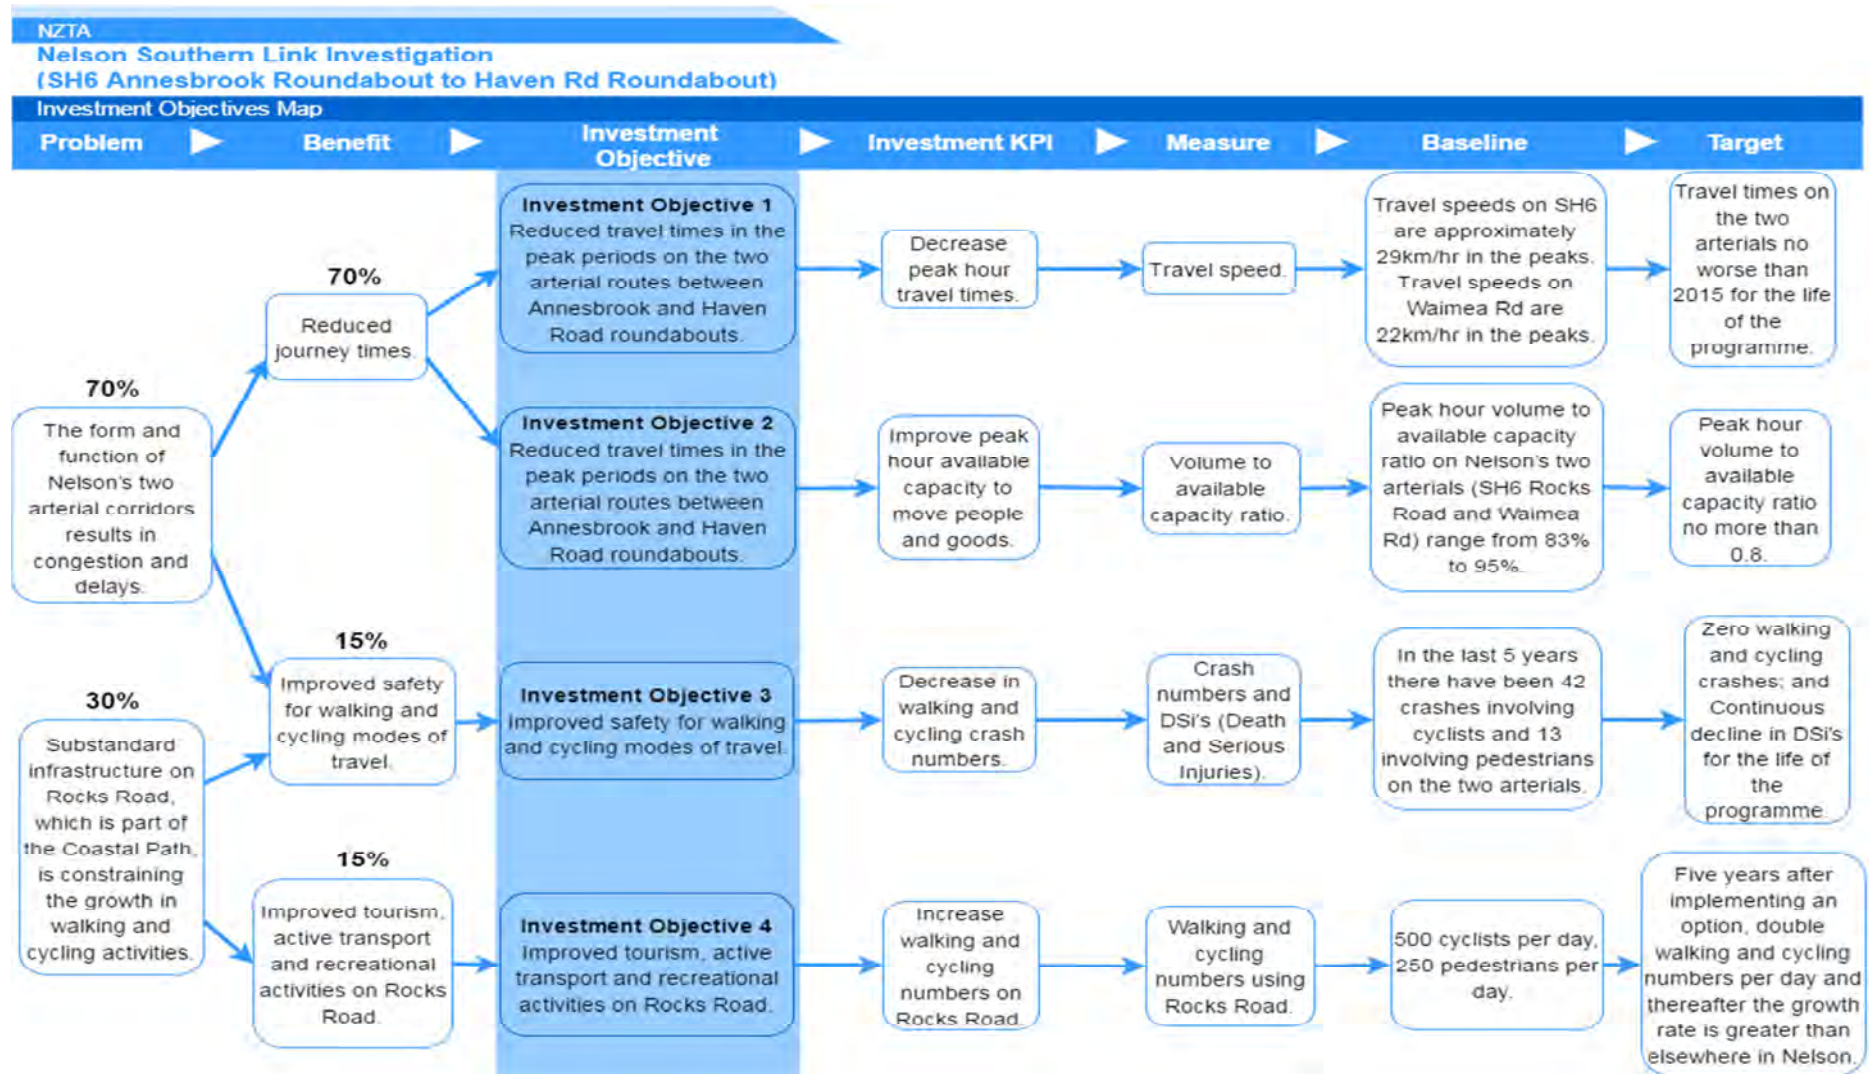 NZTA
Nelson Southern Link Investigation
(SH6 Annesbrook Roundabout to Haven Rd Roundabout)
Investment Objectives Map
Problem
Benefit
Investment
Objective
Investment KPI
Measure
Baseline
Target
70%
The form and
function of
Nelson's two
arterial corridors
results in
congestion and
delays.
30%
Substandard
infrastructure on
Rocks Road,
which is part of
the Coastal Path,
is constraining
the growth in
walking and
cycling activities.
70%
Reduced
journey times.
15%
Improved safety
for walking and
cycling modes of
travel.
15%
Improved tourism,
active transport
and recreational
activities on Rocks
Road.
Investment Objective 1
Reduced travel times in the
peak periods on the two
arterial routes between
Annesbrook and Haven
Road roundabouts.
Investment Objective 2
Reduced travel times in the
peak periods on the two
arterial routes between
Annesbrook and Haven
Road roundabouts.
Investment Objective 3
Improved safety for walking
and cycling modes of travel.
Investment Objective 4
Improved tourism, active
transport and recreational
activities on Rocks Road.
Decrease
peak hour
travel times.
Improve peak
hour available
capacity to
move people
and goods.
Decrease in
walking and
cycling crash
numbers.
Increase
walking and
cycling
numbers on
Rocks Road.
Travel speed.
Volume to
available
capacity ratio.
Crash
numbers and
DSi's (Death
and Serious
Injuries).
Walking and
cycling
numbers using
Rocks Road.
Travel speeds on SH6
are approximately
29km/hr in the peaks.
Travel speeds on
Waimea Rd are
22km/hr in the peaks.
Peak hour volume to
available capacity
ratio on Nelson's two
arterials (SH6 Rocks
Road and Waimea
Rd) range from 83%
to 95%.
In the last 5 years
there have been 42
crashes involving
cyclists and 13
involving pedestrians
on the two arterials.
500 cyclists per day,
250 pedestrians per
day.
Travel times on
the two
arterials no
worse than
2015 for the life
of the
programme.
Peak hour
volume to
available
capacity ratio
no more than
0.8.
Zero walking
and cycling
crashes; and
Continuous
decline in DSi's
for the life of
the
programme.
Five years after
implementing an
option, double
walking and cycling
numbers per day and
thereafter the growth
rate is greater than
elsewhere in Nelson.